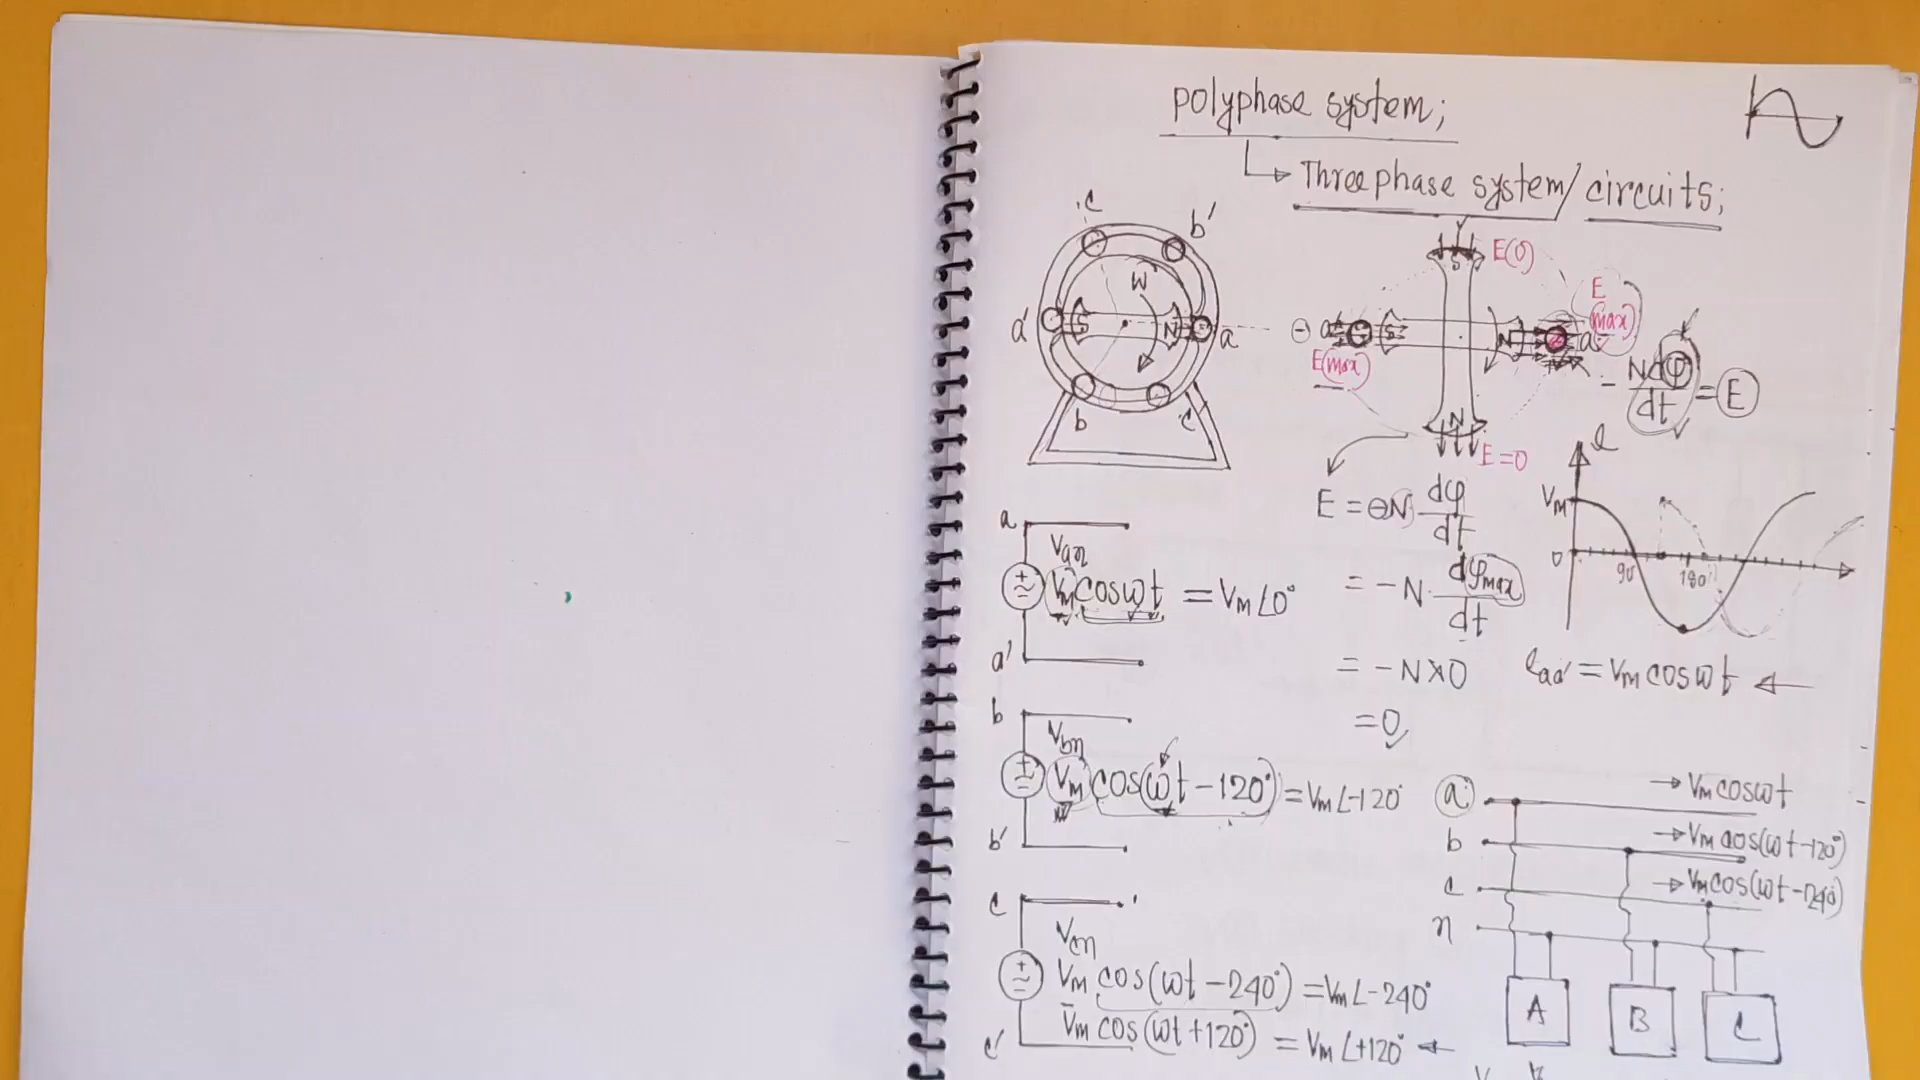 polyphase system;
Three phase system/circuits;
c
b'
W
a'
S
N
a
b
c'
S
E(0)
E
max
a'
S
N
a
E(max)
- Ndφ/dt = E
N
E=0
E = -N dφ/dt
= -N. dφmax/dt
= -N×0
=0
e
Vm
0
90
180
eaa' = Vm cosωt
a
Van
Vm cosωt = Vm∠0°
a'
b
Vbn
Vm cos(ωt-120°) = Vm∠-120°
b'
c
Vcn
Vm cos(ωt-240°) = Vm∠-240°
Vm cos(ωt+120°) = Vm∠+120°
c'
a → Vm cosωt
b → Vm cos(ωt-120°)
c → Vm cos(ωt-240)
n
A B C